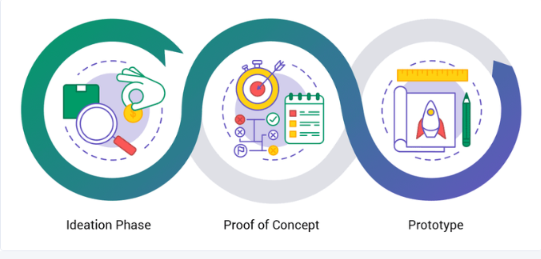 Ideation Phase
Proof of Concept
Prototype